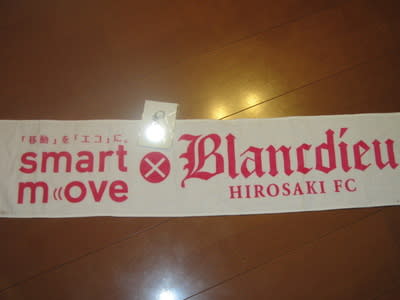 「移動」を「エコ」に。
smart
move
Blancdieu
HIROSAKI FC